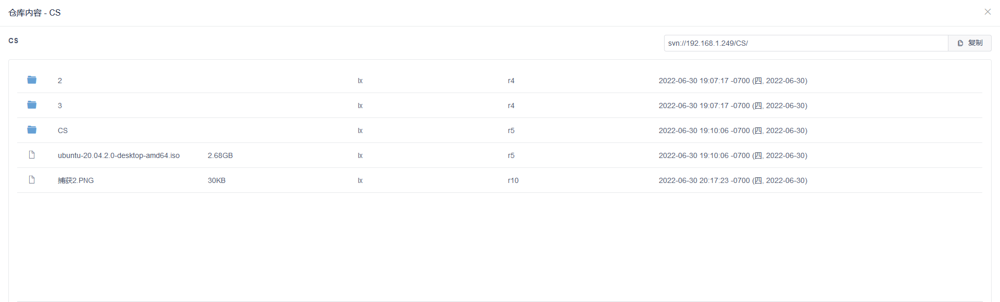 仓库内容 - CS
CS
svn://192.168.1.249/CS/ 复制
2 lx r4 2022-06-30 19:07:17 -0700 (四, 2022-06-30)
3 lx r4 2022-06-30 19:07:17 -0700 (四, 2022-06-30)
CS lx r5 2022-06-30 19:10:06 -0700 (四, 2022-06-30)
ubuntu-20.04.2.0-desktop-amd64.iso 2.68GB lx r5 2022-06-30 19:10:06 -0700 (四, 2022-06-30)
捕获2.PNG 30KB lx r10 2022-06-30 20:17:23 -0700 (四, 2022-06-30)